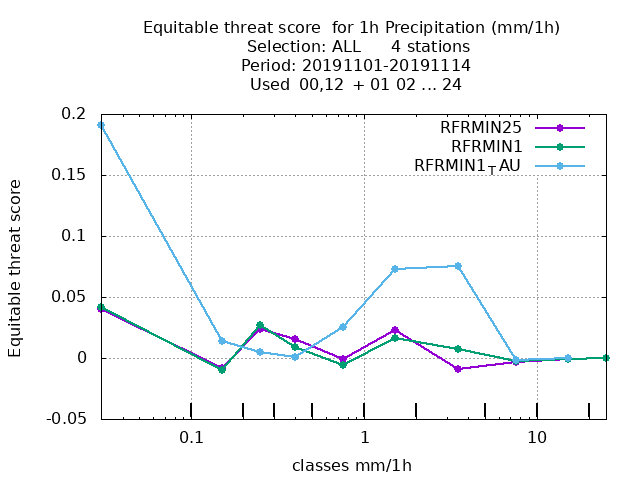 Equitable threat score  for 1h Precipitation (mm/1h)
Selection: ALL      4 stations
Period: 20191101-20191114
Used  00,12  + 01 02 ... 24
RFRMIN25
RFRMIN1
RFRMIN1TAU
0.2
0.15
0.1
0.05
0
-0.05
Equitable threat score
0.1 1 10
classes mm/1h